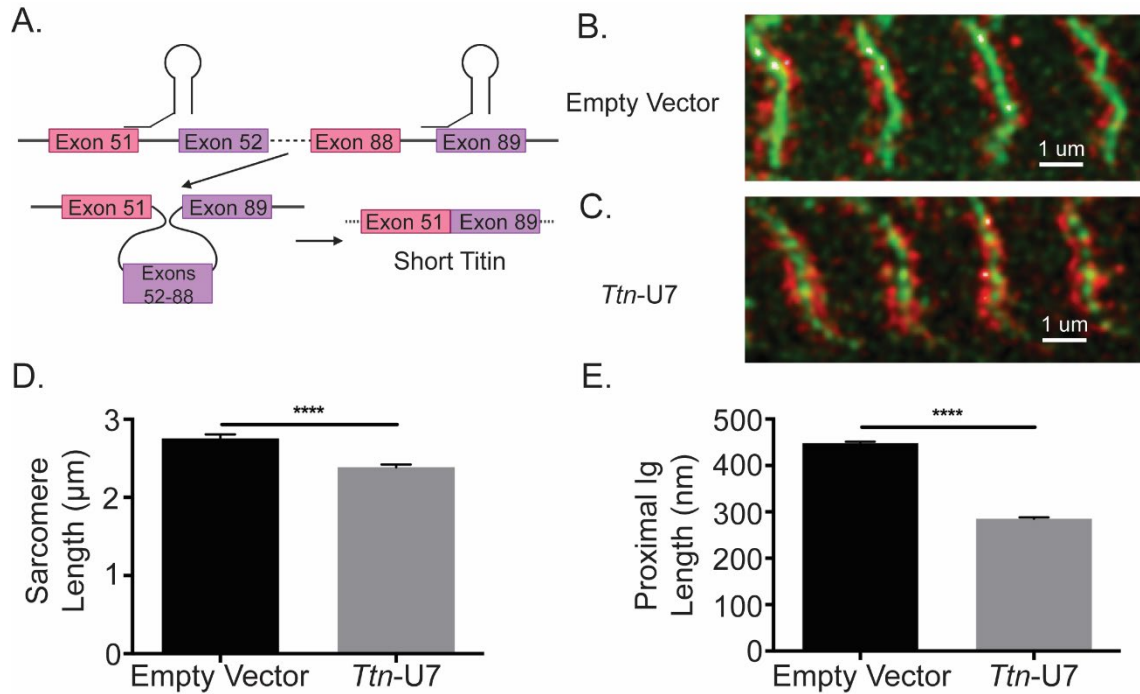 A.
Exon 51
Exon 52
Exon 88
Exon 89
Exon 51
Exon 89
Exons
52-88
Exon 51
Exon 89
Short Titin
B.
Empty Vector
1 um
C.
Ttn-U7
1 um
D.
Sarcomere
Length (µm)
3
2
1
0
****
Empty Vector
Ttn-U7
E.
Proximal Ig
Length (nm)
500
400
300
200
100
0
****
Empty Vector
Ttn-U7